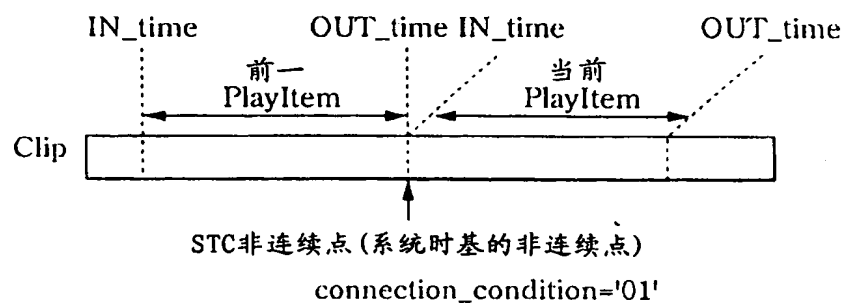 IN_time OUT_time IN_time OUT_time
前一 当前
PlayItem PlayItem
Clip
STC非连续点(系统时基的非连续点)
connection_condition='01'